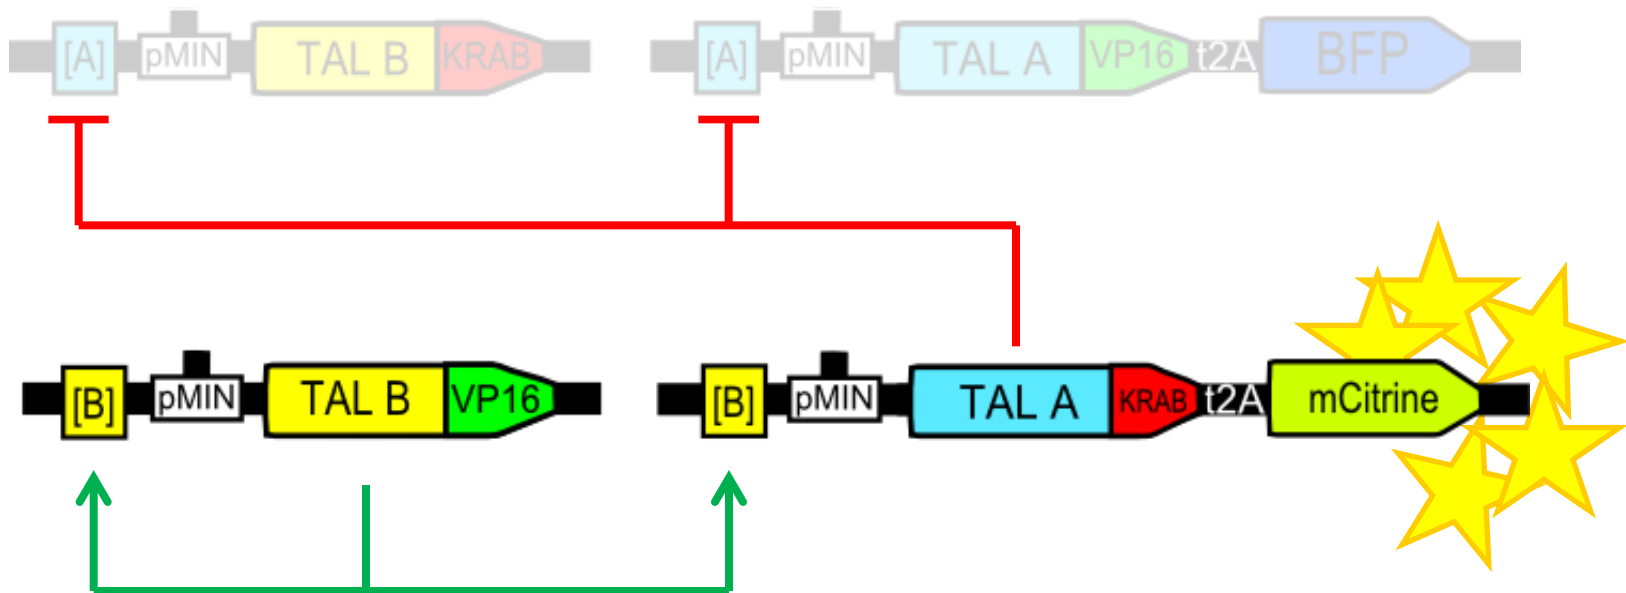 [A] pMIN TAL B KRAB [A] pMIN TAL A VP16 t2A BFP
[B] pMIN TAL B VP16 [B] pMIN TAL A KRAB t2A mCitrine